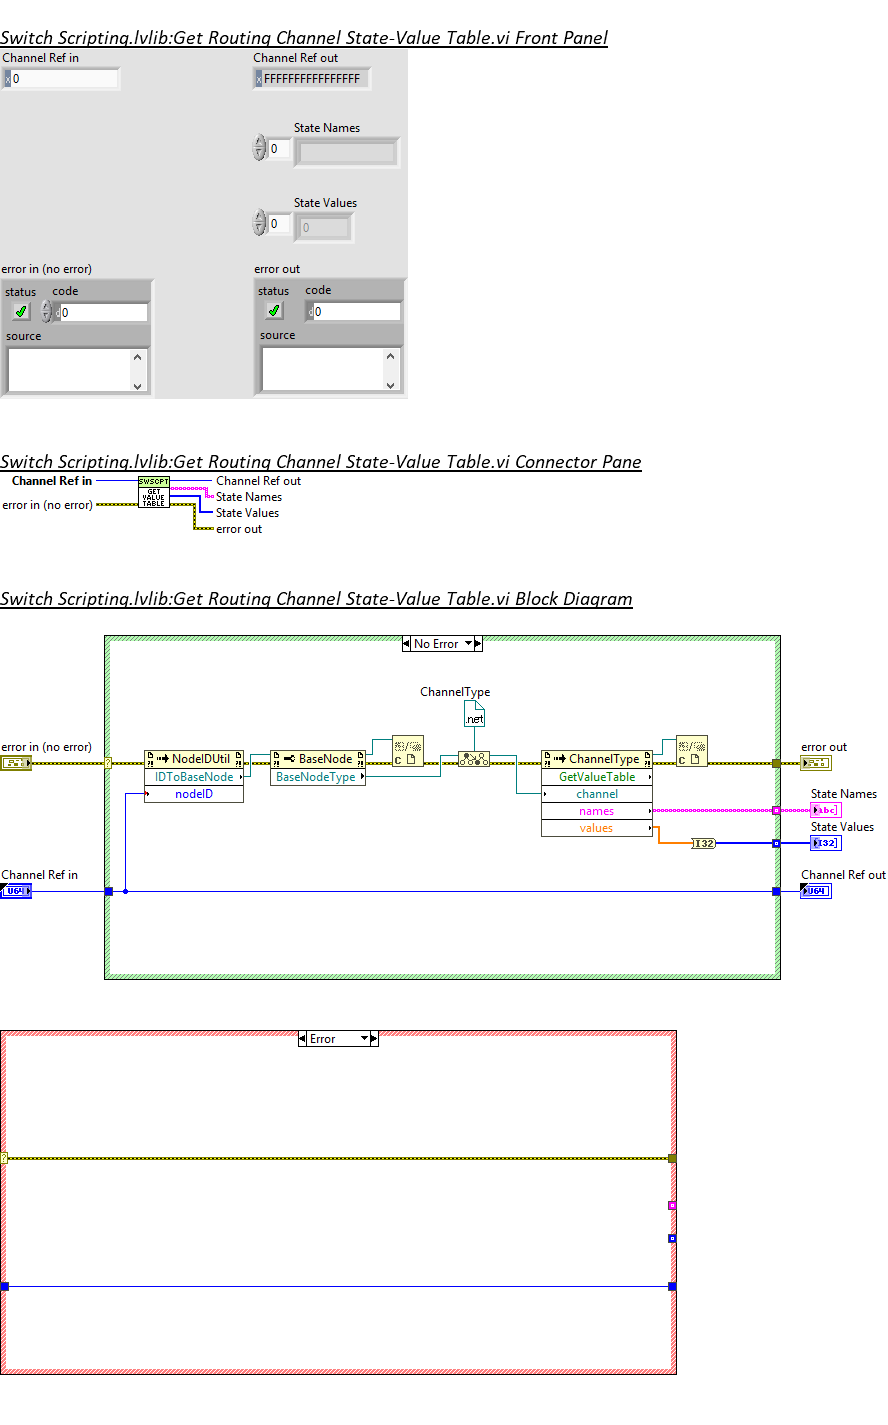 Switch Scripting.lvlib:Get Routing Channel State-Value Table.vi Front Panel
Channel Ref in
Channel Ref out
x 0
x FFFFFFFFFFFFFFFF
State Names
0
State Values
0
0
error in (no error)
error out
status code
status code
d 0
d 0
source
source
Switch Scripting.lvlib:Get Routing Channel State-Value Table.vi Connector Pane
Channel Ref in
SWSCPT
GET
VALUE
TABLE
Channel Ref out
State Names
error in (no error)
State Values
error out
Switch Scripting.lvlib:Get Routing Channel State-Value Table.vi Block Diagram
No Error
ChannelType
.net
error in (no error)
?
NodeIDUtil
IDToBaseNode
nodeID
BaseNode
BaseNodeType
C
ChannelType
GetValueTable
channel
names
values
C
I32
error out
State Names
abc
State Values
I32
Channel Ref in
U64
Channel Ref out
U64
Error
?